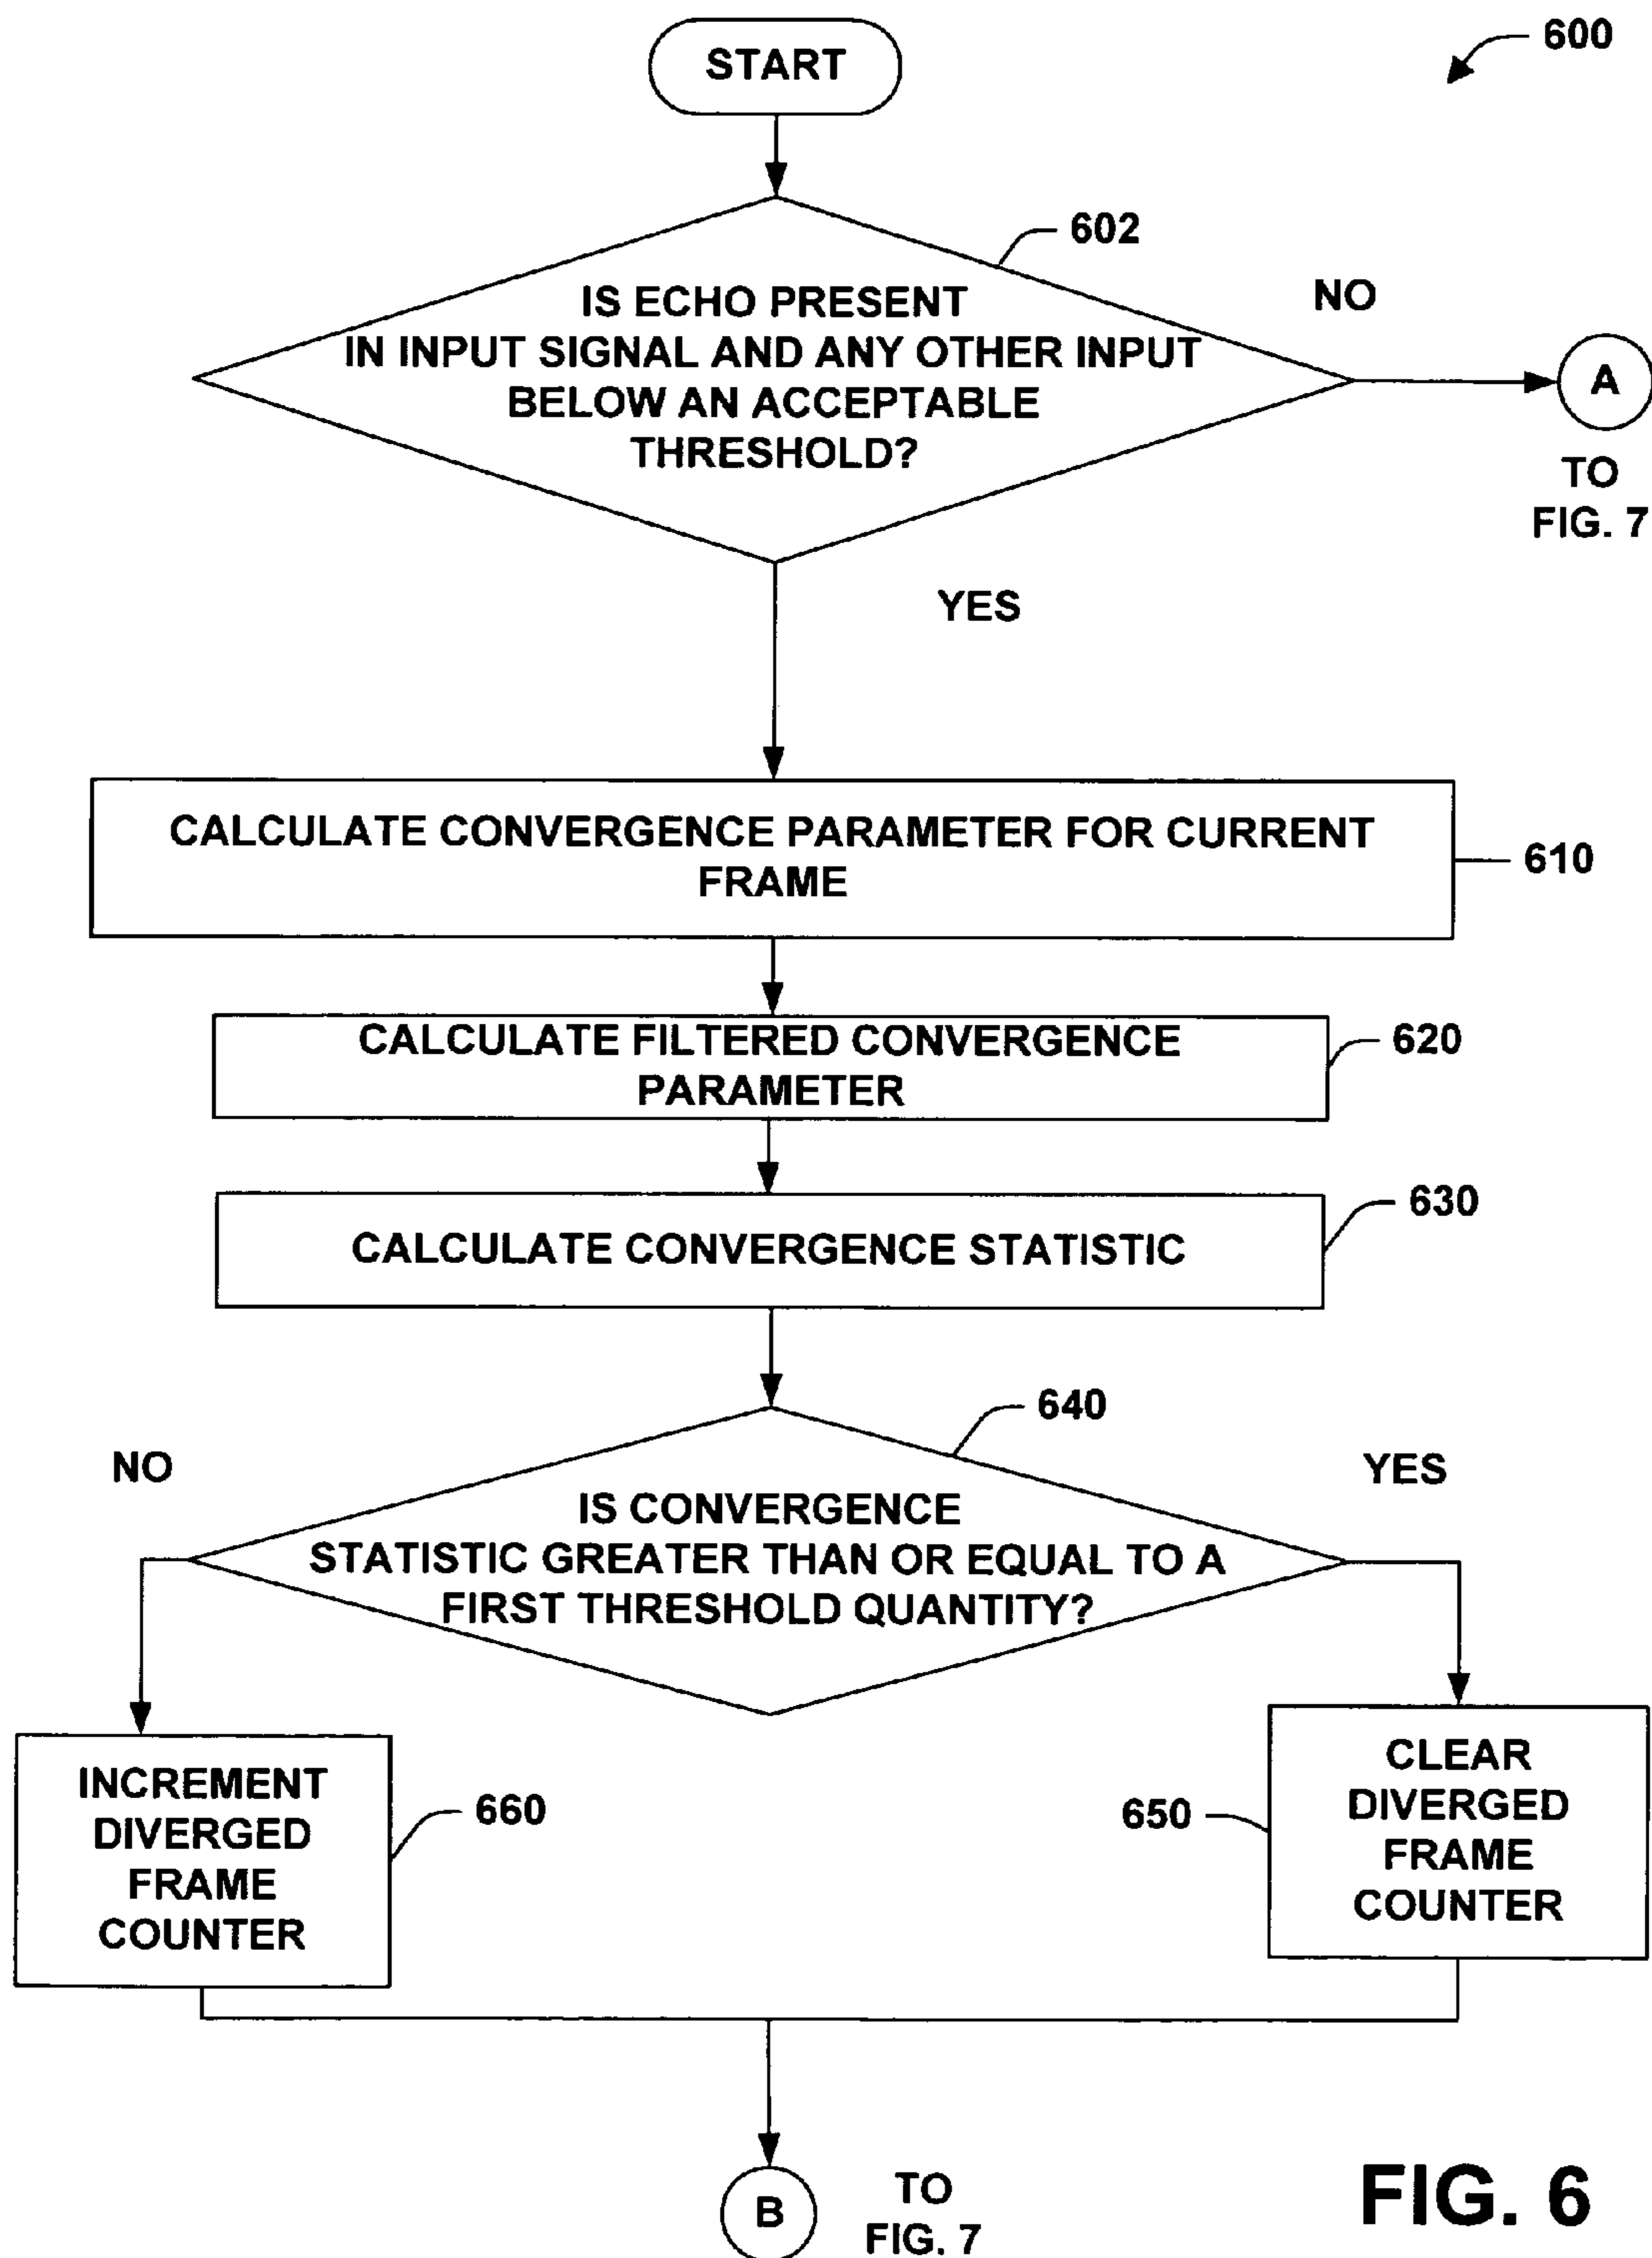 START
600
602
IS ECHO PRESENT
IN INPUT SIGNAL AND ANY OTHER INPUT
BELOW AN ACCEPTABLE
THRESHOLD?
NO
A
TO
FIG. 7
YES
CALCULATE CONVERGENCE PARAMETER FOR CURRENT
FRAME
610
CALCULATE FILTERED CONVERGENCE
PARAMETER
620
CALCULATE CONVERGENCE STATISTIC
630
640
NO
YES
IS CONVERGENCE
STATISTIC GREATER THAN OR EQUAL TO A
FIRST THRESHOLD QUANTITY?
INCREMENT
DIVERGED
FRAME
COUNTER
660
650
CLEAR
DIVERGED
FRAME
COUNTER
B
TO
FIG. 7
FIG. 6